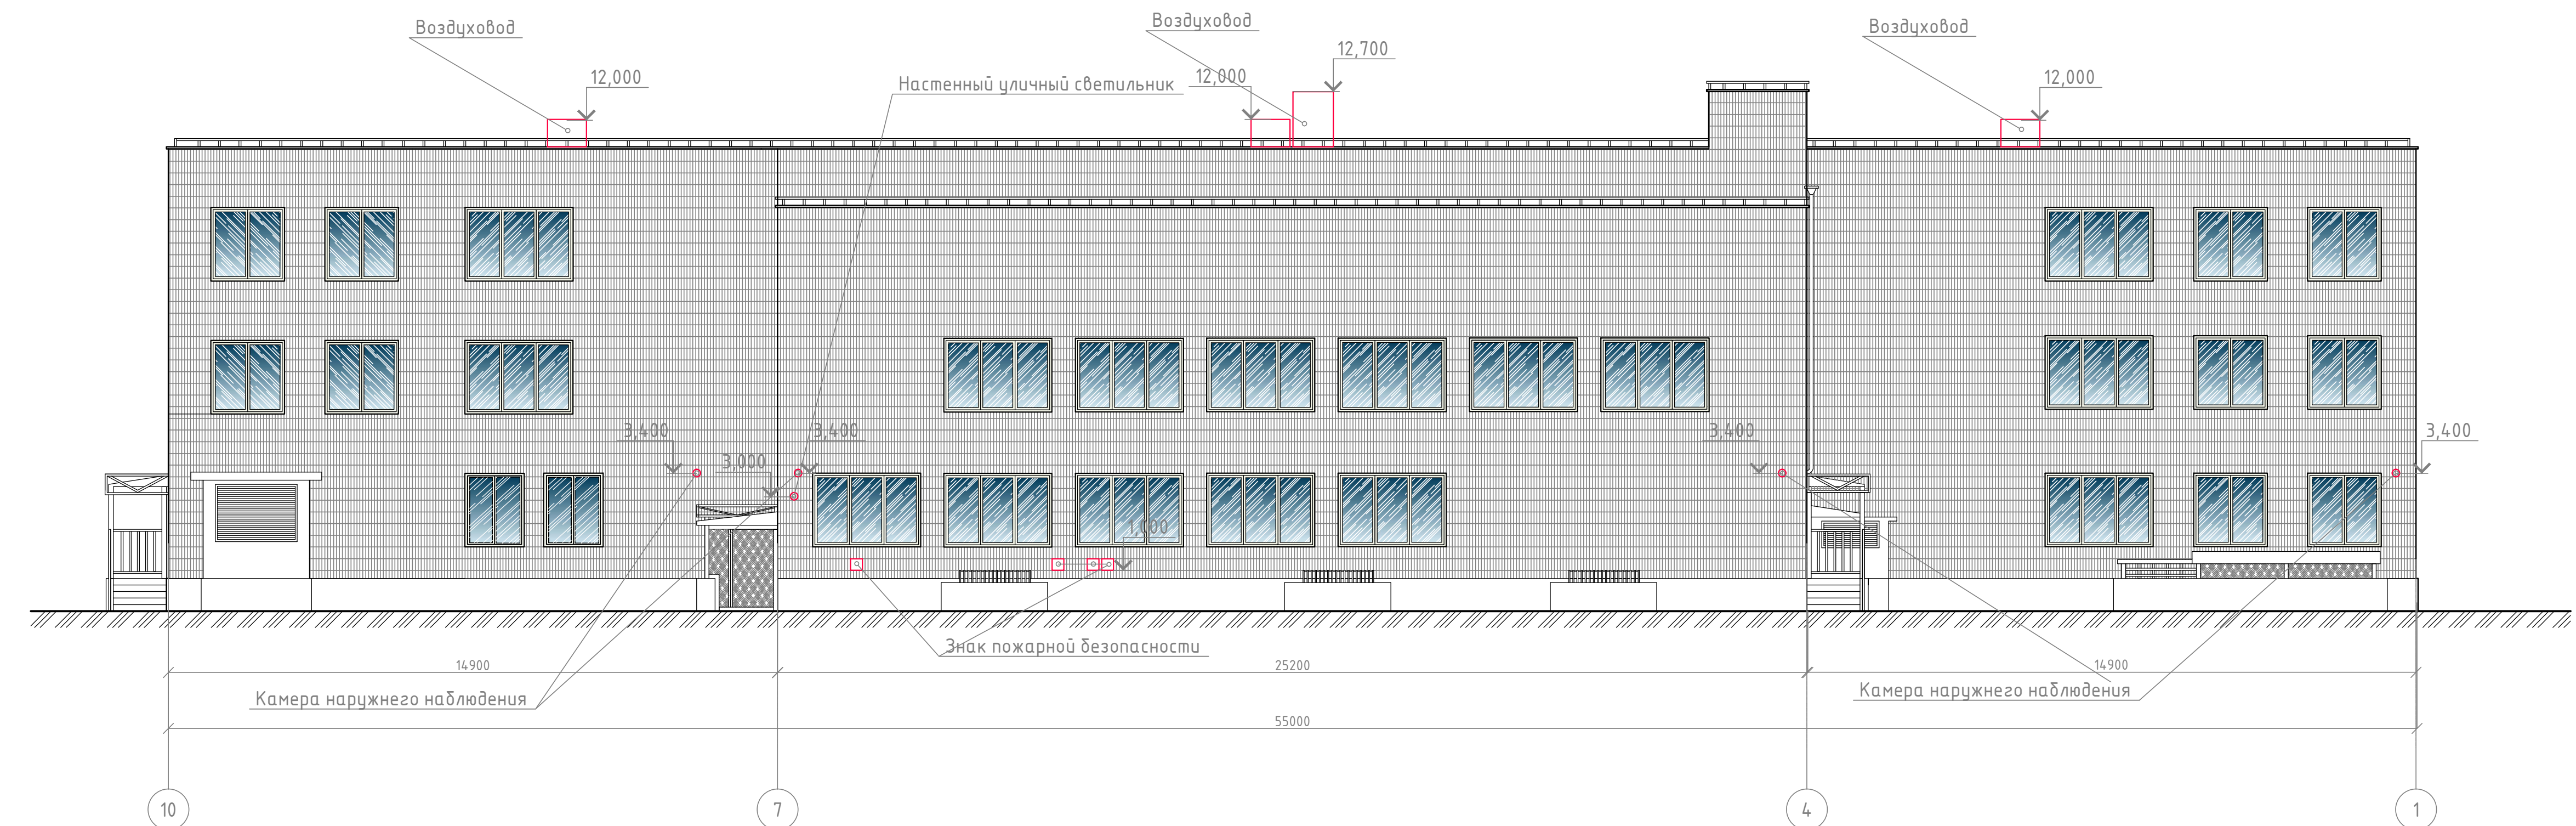 Воздуховод
Воздуховод
Воздуховод
12,700
12,000
Настенный уличный светильник
12,000
12,000
3,400
3,400
3,400
3,400
3,000
1,000
Знак пожарной безопасности
14900
25200
14900
Камера наружнего наблюдения
Камера наружнего наблюдения
55000
10
7
4
1